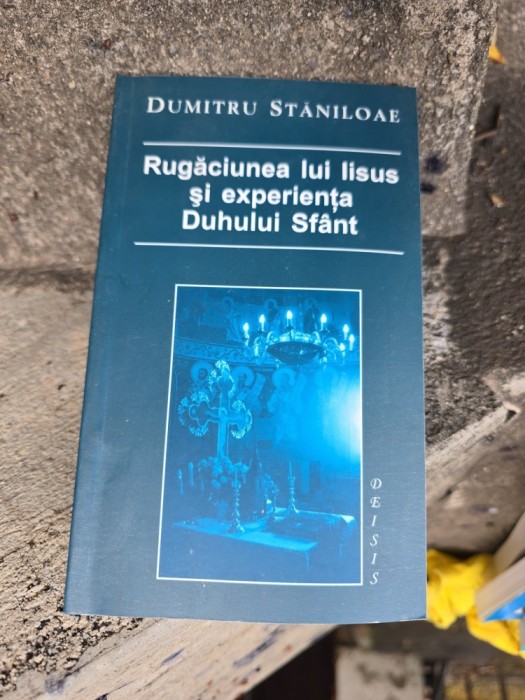 DUMITRU STĂNILOAE
Rugăciunea lui Iisus
şi experienţa
Duhului Sfânt
DEISIS